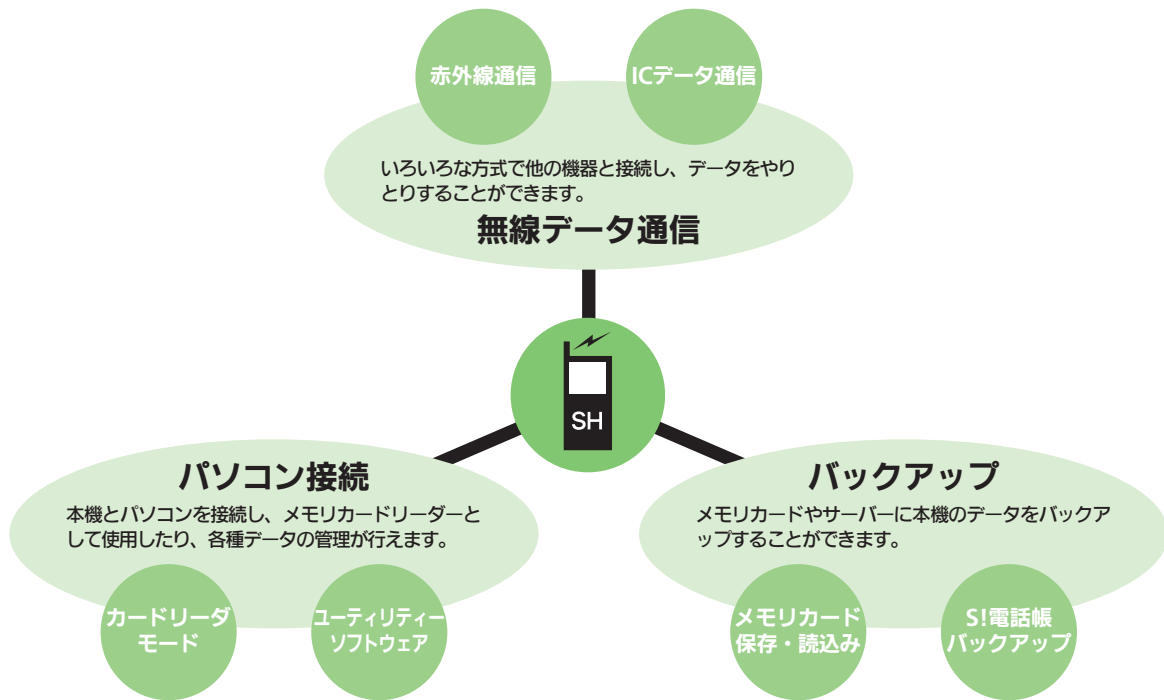 赤外線通信
ICデータ通信
いろいろな方式で他の機器と接続し、データをやり
とりすることができます。
無線データ通信
SH
パソコン接続
本機とパソコンを接続し、メモリカードリーダーと
して使用したり、各種データの管理が行えます。
カードリーダ
モード
ユーティリティー
ソフトウェア
バックアップ
メモリカードやサーバーに本機のデータをバックア
ップすることができます。
メモリカード
保存・読込み
S!電話帳
バックアップ